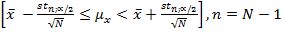 [x̄ − st_{n;∝/2}/√N ≤ μ_x < x̄ + st_{n;∝/2}/√N], n = N − 1